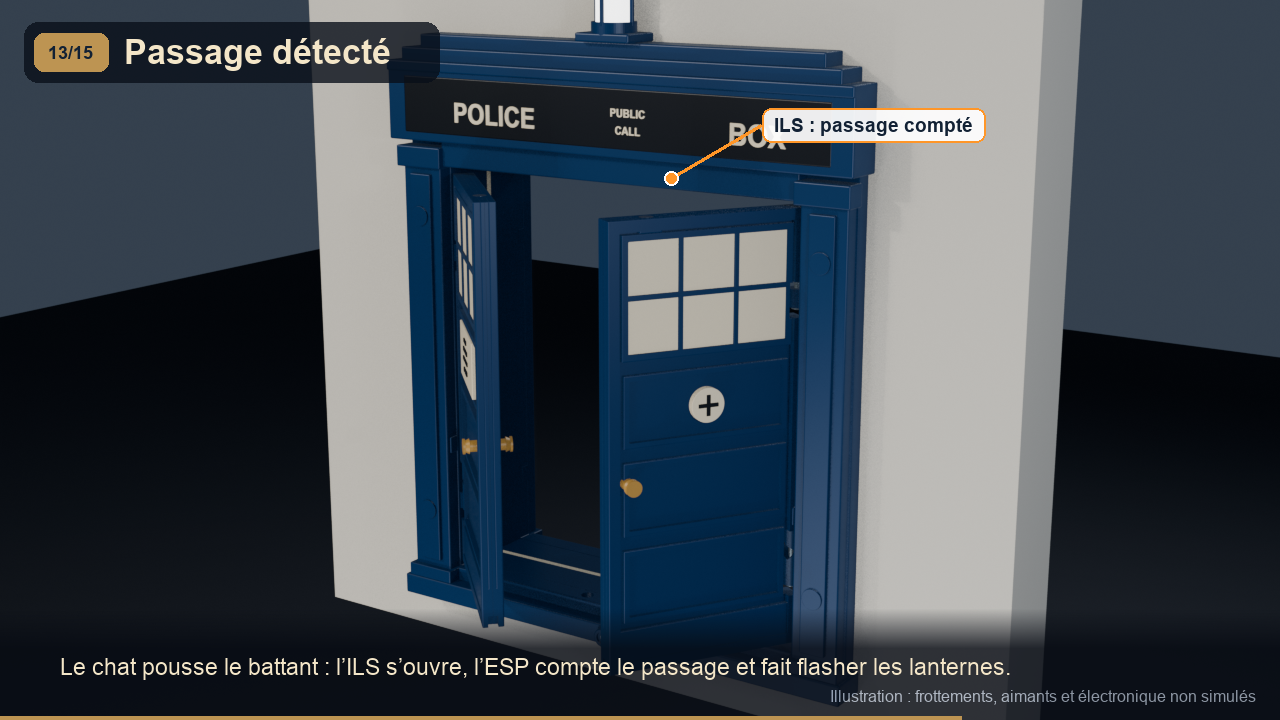 13/15 Passage détecté
POLICE PUBLIC CALL BOX
ILS : passage compté
Le chat pousse le battant : l’ILS s’ouvre, l’ESP compte le passage et fait flasher les lanternes.
Illustration : frottements, aimants et électronique non simulés